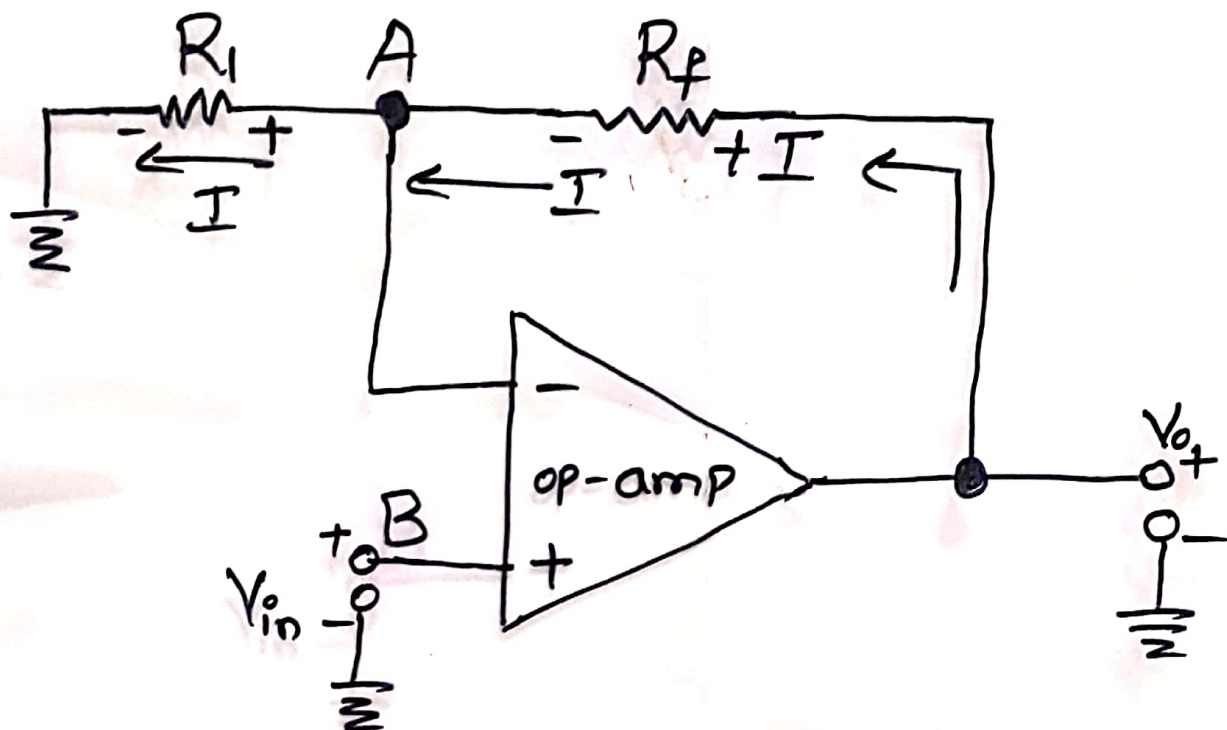 R1 A Rf
- + - + I
I I
-
op-amp
Vo +
+ B +
Vin -
-